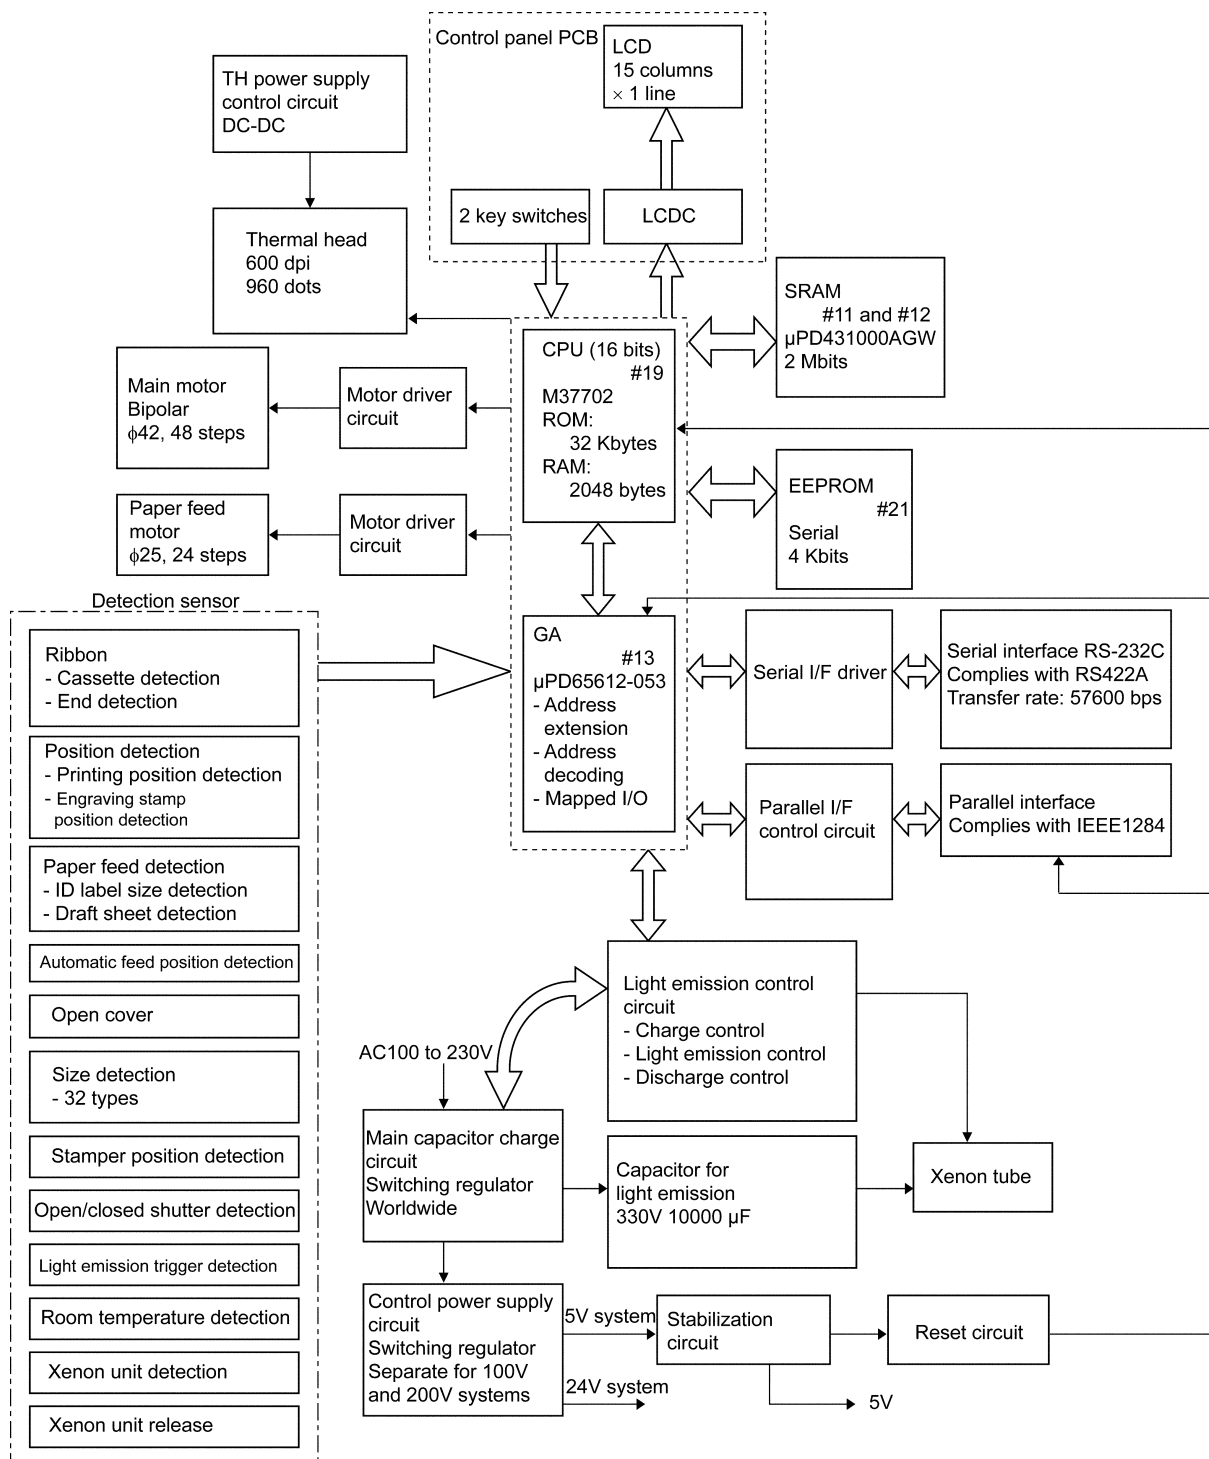 Control panel PCB
LCD
15 columns
× 1 line
TH power supply
control circuit
DC-DC
2 key switches
LCDC
Thermal head
600 dpi
960 dots
SRAM
#11 and #12
µPD431000AGW
2 Mbits
CPU (16 bits)
#19
M37702
ROM:
32 Kbytes
RAM:
2048 bytes
Main motor
Bipolar
ϕ42, 48 steps
Motor driver
circuit
EEPROM
#21
Serial
4 Kbits
Paper feed
motor
ϕ25, 24 steps
Motor driver
circuit
Detection sensor
Ribbon
- Cassette detection
- End detection
Position detection
- Printing position detection
- Engraving stamp
position detection
Paper feed detection
- ID label size detection
- Draft sheet detection
Automatic feed position detection
Open cover
Size detection
- 32 types
Stamper position detection
Open/closed shutter detection
Light emission trigger detection
Room temperature detection
Xenon unit detection
Xenon unit release
GA
#13
µPD65612-053
- Address
extension
- Address
decoding
- Mapped I/O
Serial I/F driver
Serial interface RS-232C
Complies with RS422A
Transfer rate: 57600 bps
Parallel I/F
control circuit
Parallel interface
Complies with IEEE1284
Light emission control
circuit
- Charge control
- Light emission control
- Discharge control
AC100 to 230V
Main capacitor charge
circuit
Switching regulator
Worldwide
Capacitor for
light emission
330V 10000 µF
Xenon tube
Control power supply
circuit
Switching regulator
Separate for 100V
and 200V systems
5V system
24V system
Stabilization
circuit
Reset circuit
5V